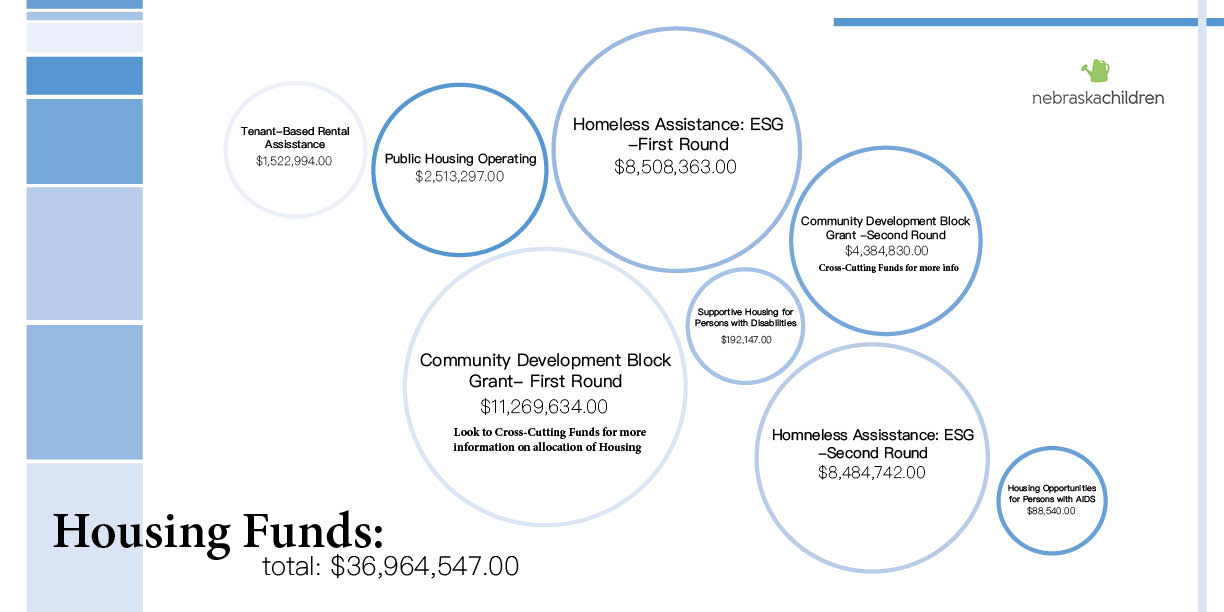 nebraskachildren
Tenant-Based Rental
Assisstance
$1,522,994.00
Public Housing Operating
$2,513,297.00
Homeless Assistance: ESG
-First Round
$8,508,363.00
Community Development Block
Grant -Second Round
$4,384,830.00
Cross-Cutting Funds for more info
Supportive Housing for
Persons with Disabilities
$192,147.00
Community Development Block
Grant- First Round
$11,269,634.00
Look to Cross-Cutting Funds for more
information on allocation of Housing
Homneless Assisstance: ESG
-Second Round
$8,484,742.00
Housing Opportunities
for Persons with AIDS
$88,540.00
Housing Funds:
total: $36,964,547.00